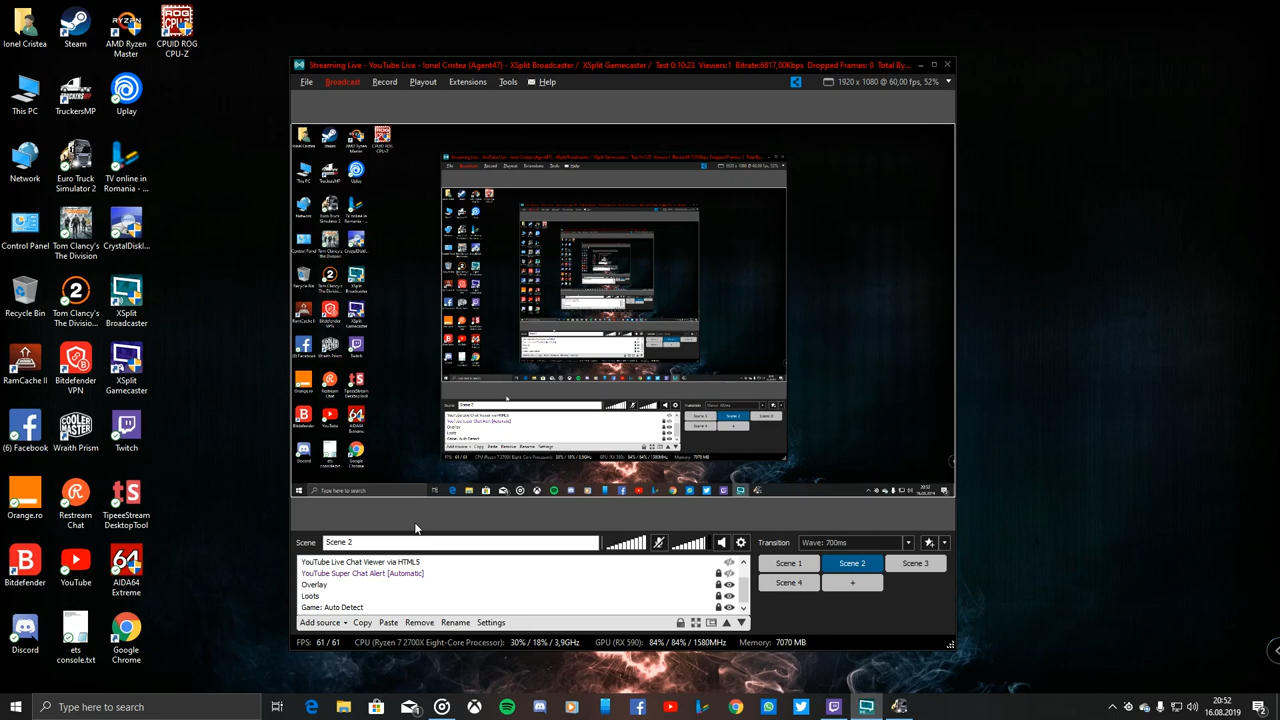 Ionel Cristea
Steam
AMD Ryzen Master
CPUID ROG CPU-Z
This PC
TruckersMP
Uplay
Network
Euro Truck Simulator 2
TV online in Romania - ...
Control Panel
Tom Clancy's The Division
CrystalDiskI...
Recycle Bin
Tom Clancy's The Divisio...
XSplit Broadcaster
RamCache II
Bitdefender VPN
XSplit Gamecaster
(6) Facebook
Wraith Prism
Twitch
Orange.ro
Restream Chat
TipeeeStream DesktopTool
Bitdefender
YouTube
AIDA64 Extreme
Discord
ets console.txt
Google Chrome
Streaming Live - YouTube Live - Ionel Cristea (Agent47) - XSplit Broadcaster / XSplit Gamecaster / Test 0:10:23 Viewers:1 Bitrate:6817,00Kbps Dropped Frames: 0 Total By...
File Broadcast Record Playout Extensions Tools Help
1920 x 1080 @ 60,00 fps, 52%
Scene Scene 2
Transition Wave: 700ms
YouTube Live Chat Viewer via HTML5
YouTube Super Chat Alert [Automatic]
Overlay
Loots
Game: Auto Detect
Scene 1 Scene 2 Scene 3
Scene 4 +
Add source Copy Paste Remove Rename Settings
FPS: 61 / 61 CPU (Ryzen 7 2700X Eight-Core Processor): 30% / 18% / 3,9GHz GPU (RX 590): 84% / 84% / 1580MHz Memory: 7070 MB
Type here to search
20:52
16.08.2019